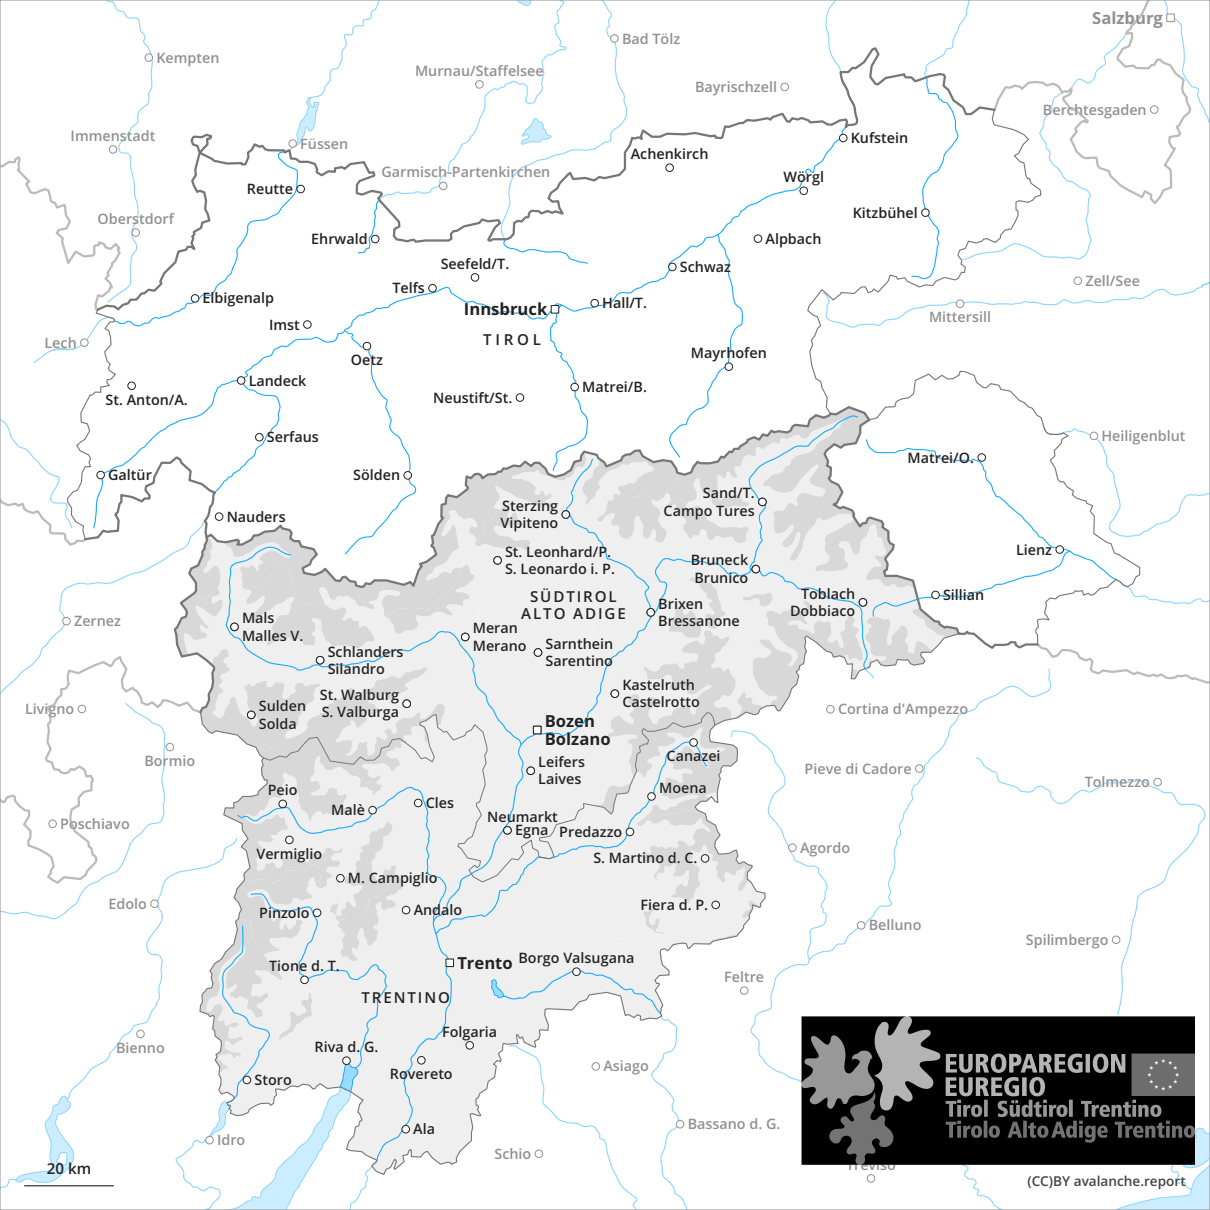 Salzburg
Bad Tölz
Kempten
Murnau/Staffelsee
Bayrischzell
Berchtesgaden
Immenstadt
Füssen
Kufstein
Achenkirch
Garmisch-Partenkirchen
Wörgl
Reutte
Oberstdorf
Kitzbühel
Ehrwald
Alpbach
Seefeld/T.
Schwaz
Zell/See
Telfs
Elbigenalp
Hall/T.
Innsbruck
Mittersill
Imst
TIROL
Lech
Oetz
Mayrhofen
Landeck
Matrei/B.
St. Anton/A.
Neustift/St.
Serfaus
Heiligenblut
Matrei/O.
Galtür
Sölden
Sand/T.
Campo Tures
Sterzing
Vipiteno
Nauders
Lienz
St. Leonhard/P.
S. Leonardo i. P.
Bruneck
Brunico
SÜDTIROL
ALTO ADIGE
Toblach
Dobbiaco
Sillian
Brixen
Bressanone
Zernez
Mals
Malles V.
Meran
Merano
Sarnthein
Sarentino
Schlanders
Silandro
Kastelruth
Castelrotto
St. Walburg
S. Valburga
Sulden
Solda
Livigno
Cortina d'Ampezzo
Bozen
Bolzano
Bormio
Canazei
Leifers
Laives
Pieve di Cadore
Tolmezzo
Peio
Moena
Malè
Cles
Neumarkt
Egna
Predazzo
Poschiavo
Vermiglio
S. Martino d. C.
Agordo
M. Campiglio
Edolo
Pinzolo
Andalo
Fiera d. P.
Belluno
Spilimbergo
Tione d. T.
Trento
Borgo Valsugana
Feltre
TRENTINO
Folgaria
Bienno
Riva d. G.
Rovereto
Asiago
Storo
EUROPAREGION
EUREGIO
Tirol Südtirol Trentino
Tirolo Alto Adige Trentino
Idro
Ala
Bassano d. G.
Schio
Treviso
20 km
(CC)BY avalanche.report